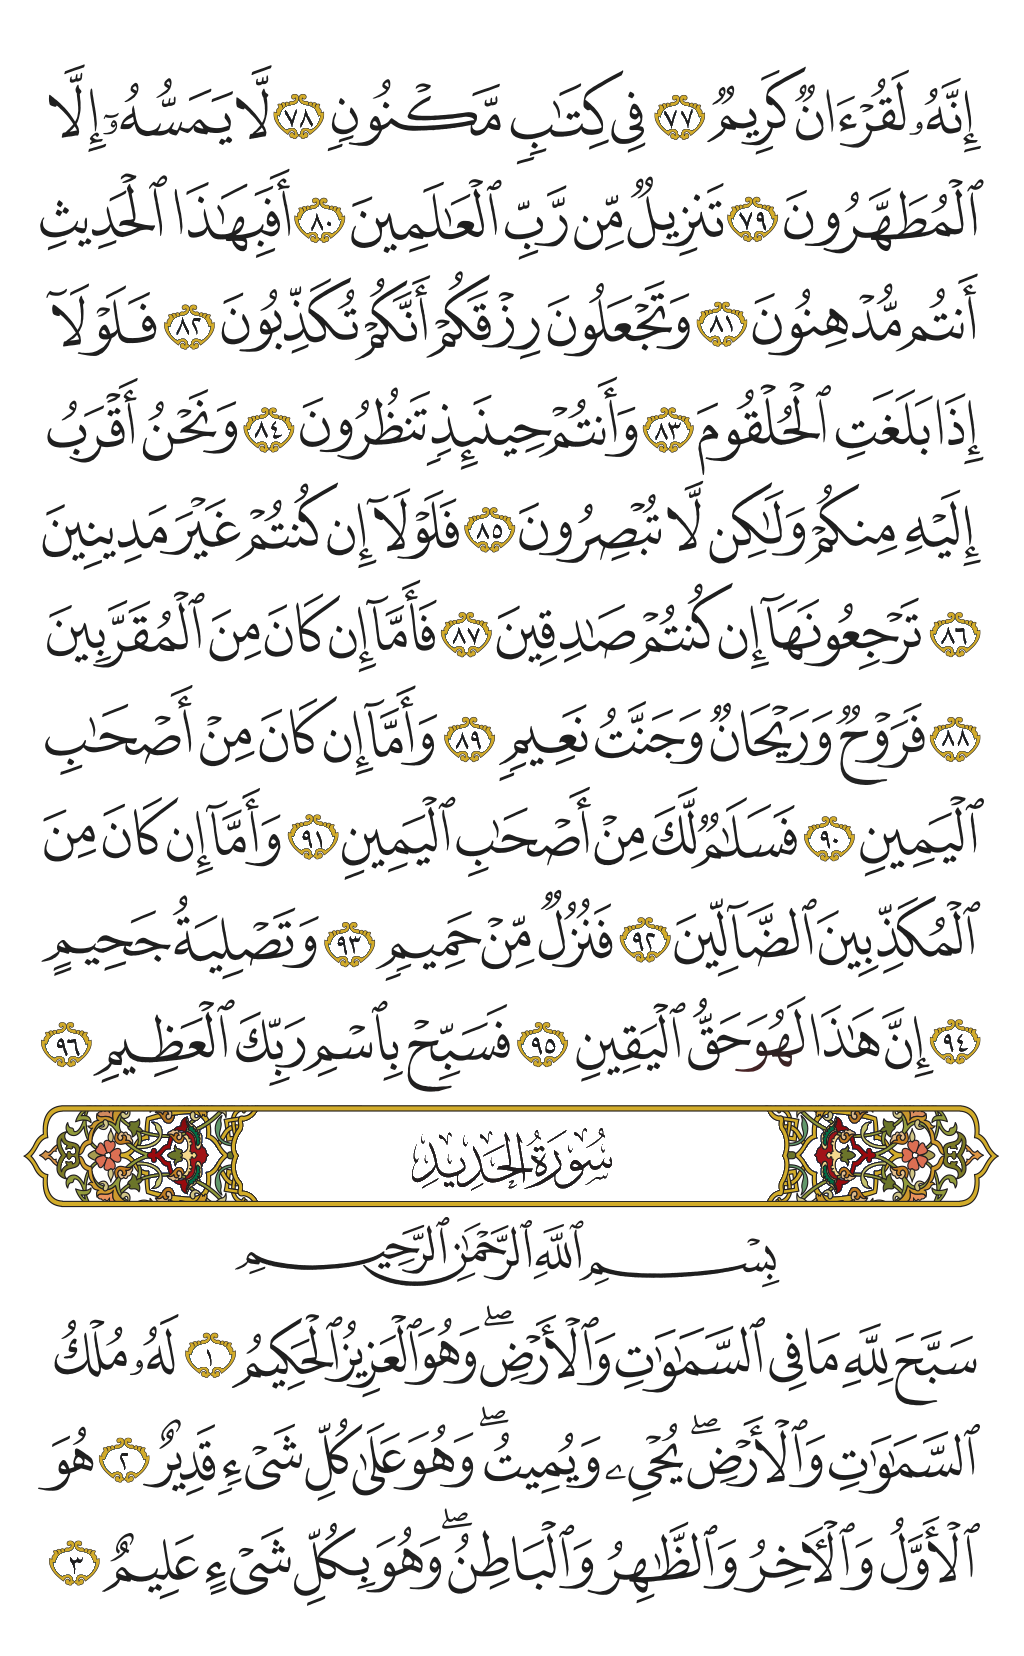 إِنَّهُۥ لَقُرْءَانٌ كَرِيمٌ ٧٧ فِى كِتَـٰبٍ مَّكْنُونٍ ٧٨ لَّا يَمَسُّهُۥٓ إِلَّا
ٱلْمُطَهَّرُونَ ٧٩ تَنزِيلٌ مِّن رَّبِّ ٱلْعَـٰلَمِينَ ٨٠ أَفَبِهَـٰذَا ٱلْحَدِيثِ
أَنتُم مُّدْهِنُونَ ٨١ وَتَجْعَلُونَ رِزْقَكُمْ أَنَّكُمْ تُكَذِّبُونَ ٨٢ فَلَوْلَآ
إِذَا بَلَغَتِ ٱلْحُلْقُومَ ٨٣ وَأَنتُمْ حِينَئِذٍ تَنظُرُونَ ٨٤ وَنَحْنُ أَقْرَبُ
إِلَيْهِ مِنكُمْ وَلَـٰكِن لَّا تُبْصِرُونَ ٨٥ فَلَوْلَآ إِن كُنتُمْ غَيْرَ مَدِينِينَ
٨٦ تَرْجِعُونَهَآ إِن كُنتُمْ صَـٰدِقِينَ ٨٧ فَأَمَّآ إِن كَانَ مِنَ ٱلْمُقَرَّبِينَ
٨٨ فَرَوْحٌ وَرَيْحَانٌ وَجَنَّتُ نَعِيمٍ ٨٩ وَأَمَّآ إِن كَانَ مِنْ أَصْحَـٰبِ
ٱلْيَمِينِ ٩٠ فَسَلَـٰمٌ لَّكَ مِنْ أَصْحَـٰبِ ٱلْيَمِينِ ٩١ وَأَمَّآ إِن كَانَ مِنَ
ٱلْمُكَذِّبِينَ ٱلضَّآلِّينَ ٩٢ فَنُزُلٌ مِّنْ حَمِيمٍ ٩٣ وَتَصْلِيَةُ جَحِيمٍ
٩٤ إِنَّ هَـٰذَا لَهُوَ حَقُّ ٱلْيَقِينِ ٩٥ فَسَبِّحْ بِٱسْمِ رَبِّكَ ٱلْعَظِيمِ ٩٦
سُورَةُ الحَدِيدِ
بِسْمِ ٱللَّهِ ٱلرَّحْمَـٰنِ ٱلرَّحِيمِ
سَبَّحَ لِلَّهِ مَا فِى ٱلسَّمَـٰوَٰتِ وَٱلْأَرْضِ ۖ وَهُوَ ٱلْعَزِيزُ ٱلْحَكِيمُ ١ لَهُۥ مُلْكُ
ٱلسَّمَـٰوَٰتِ وَٱلْأَرْضِ ۖ يُحْىِۦ وَيُمِيتُ ۖ وَهُوَ عَلَىٰ كُلِّ شَىْءٍ قَدِيرٌ ٢ هُوَ
ٱلْأَوَّلُ وَٱلْـَٔاخِرُ وَٱلظَّـٰهِرُ وَٱلْبَاطِنُ ۖ وَهُوَ بِكُلِّ شَىْءٍ عَلِيمٌ ٣